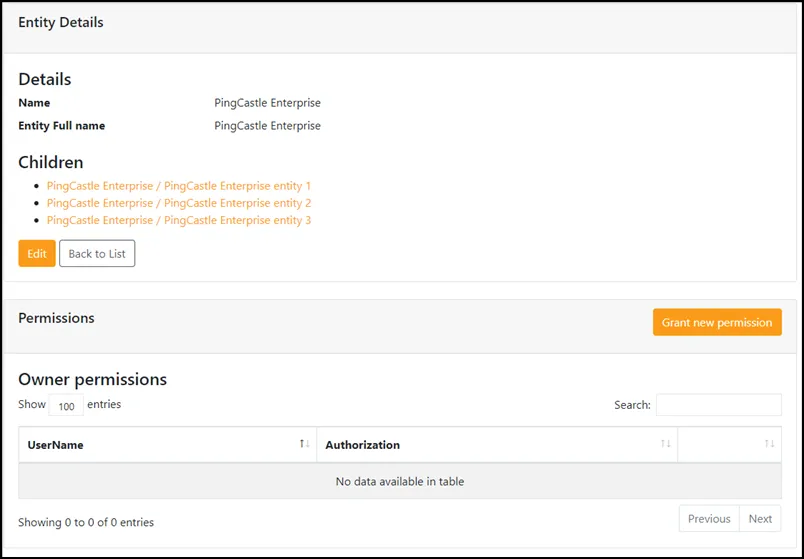 Entity Details
Details
Name PingCastle Enterprise
Entity Full name PingCastle Enterprise
Children
PingCastle Enterprise / PingCastle Enterprise entity 1
PingCastle Enterprise / PingCastle Enterprise entity 2
PingCastle Enterprise / PingCastle Enterprise entity 3
Edit Back to List
Permissions Grant new permission
Owner permissions
Show 100 entries Search:
UserName Authorization
No data available in table
Showing 0 to 0 of 0 entries Previous Next